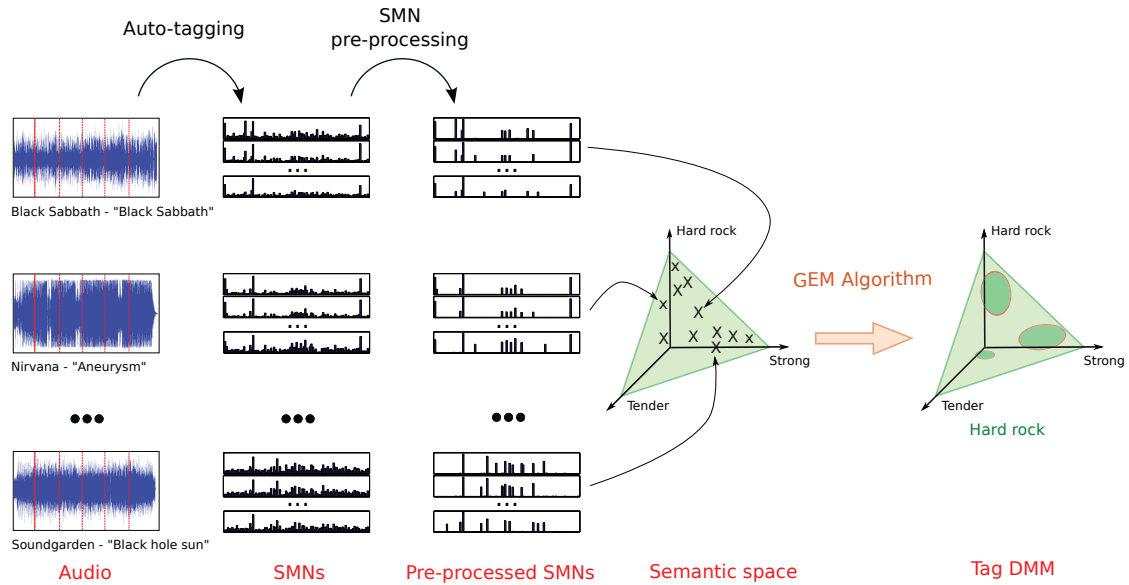 Auto-tagging
SMN
pre-processing
...
...
Black Sabbath - "Black Sabbath"
Hard rock
Hard rock
X
X X
X
X X
X X X X
X
GEM Algorithm
...
...
Nirvana - "Aneurysm"
Strong
Strong
Tender
Tender
Hard rock
...
...
Soundgarden - "Black hole sun"
Audio
SMNs
Pre-processed SMNs
Semantic space
Tag DMM